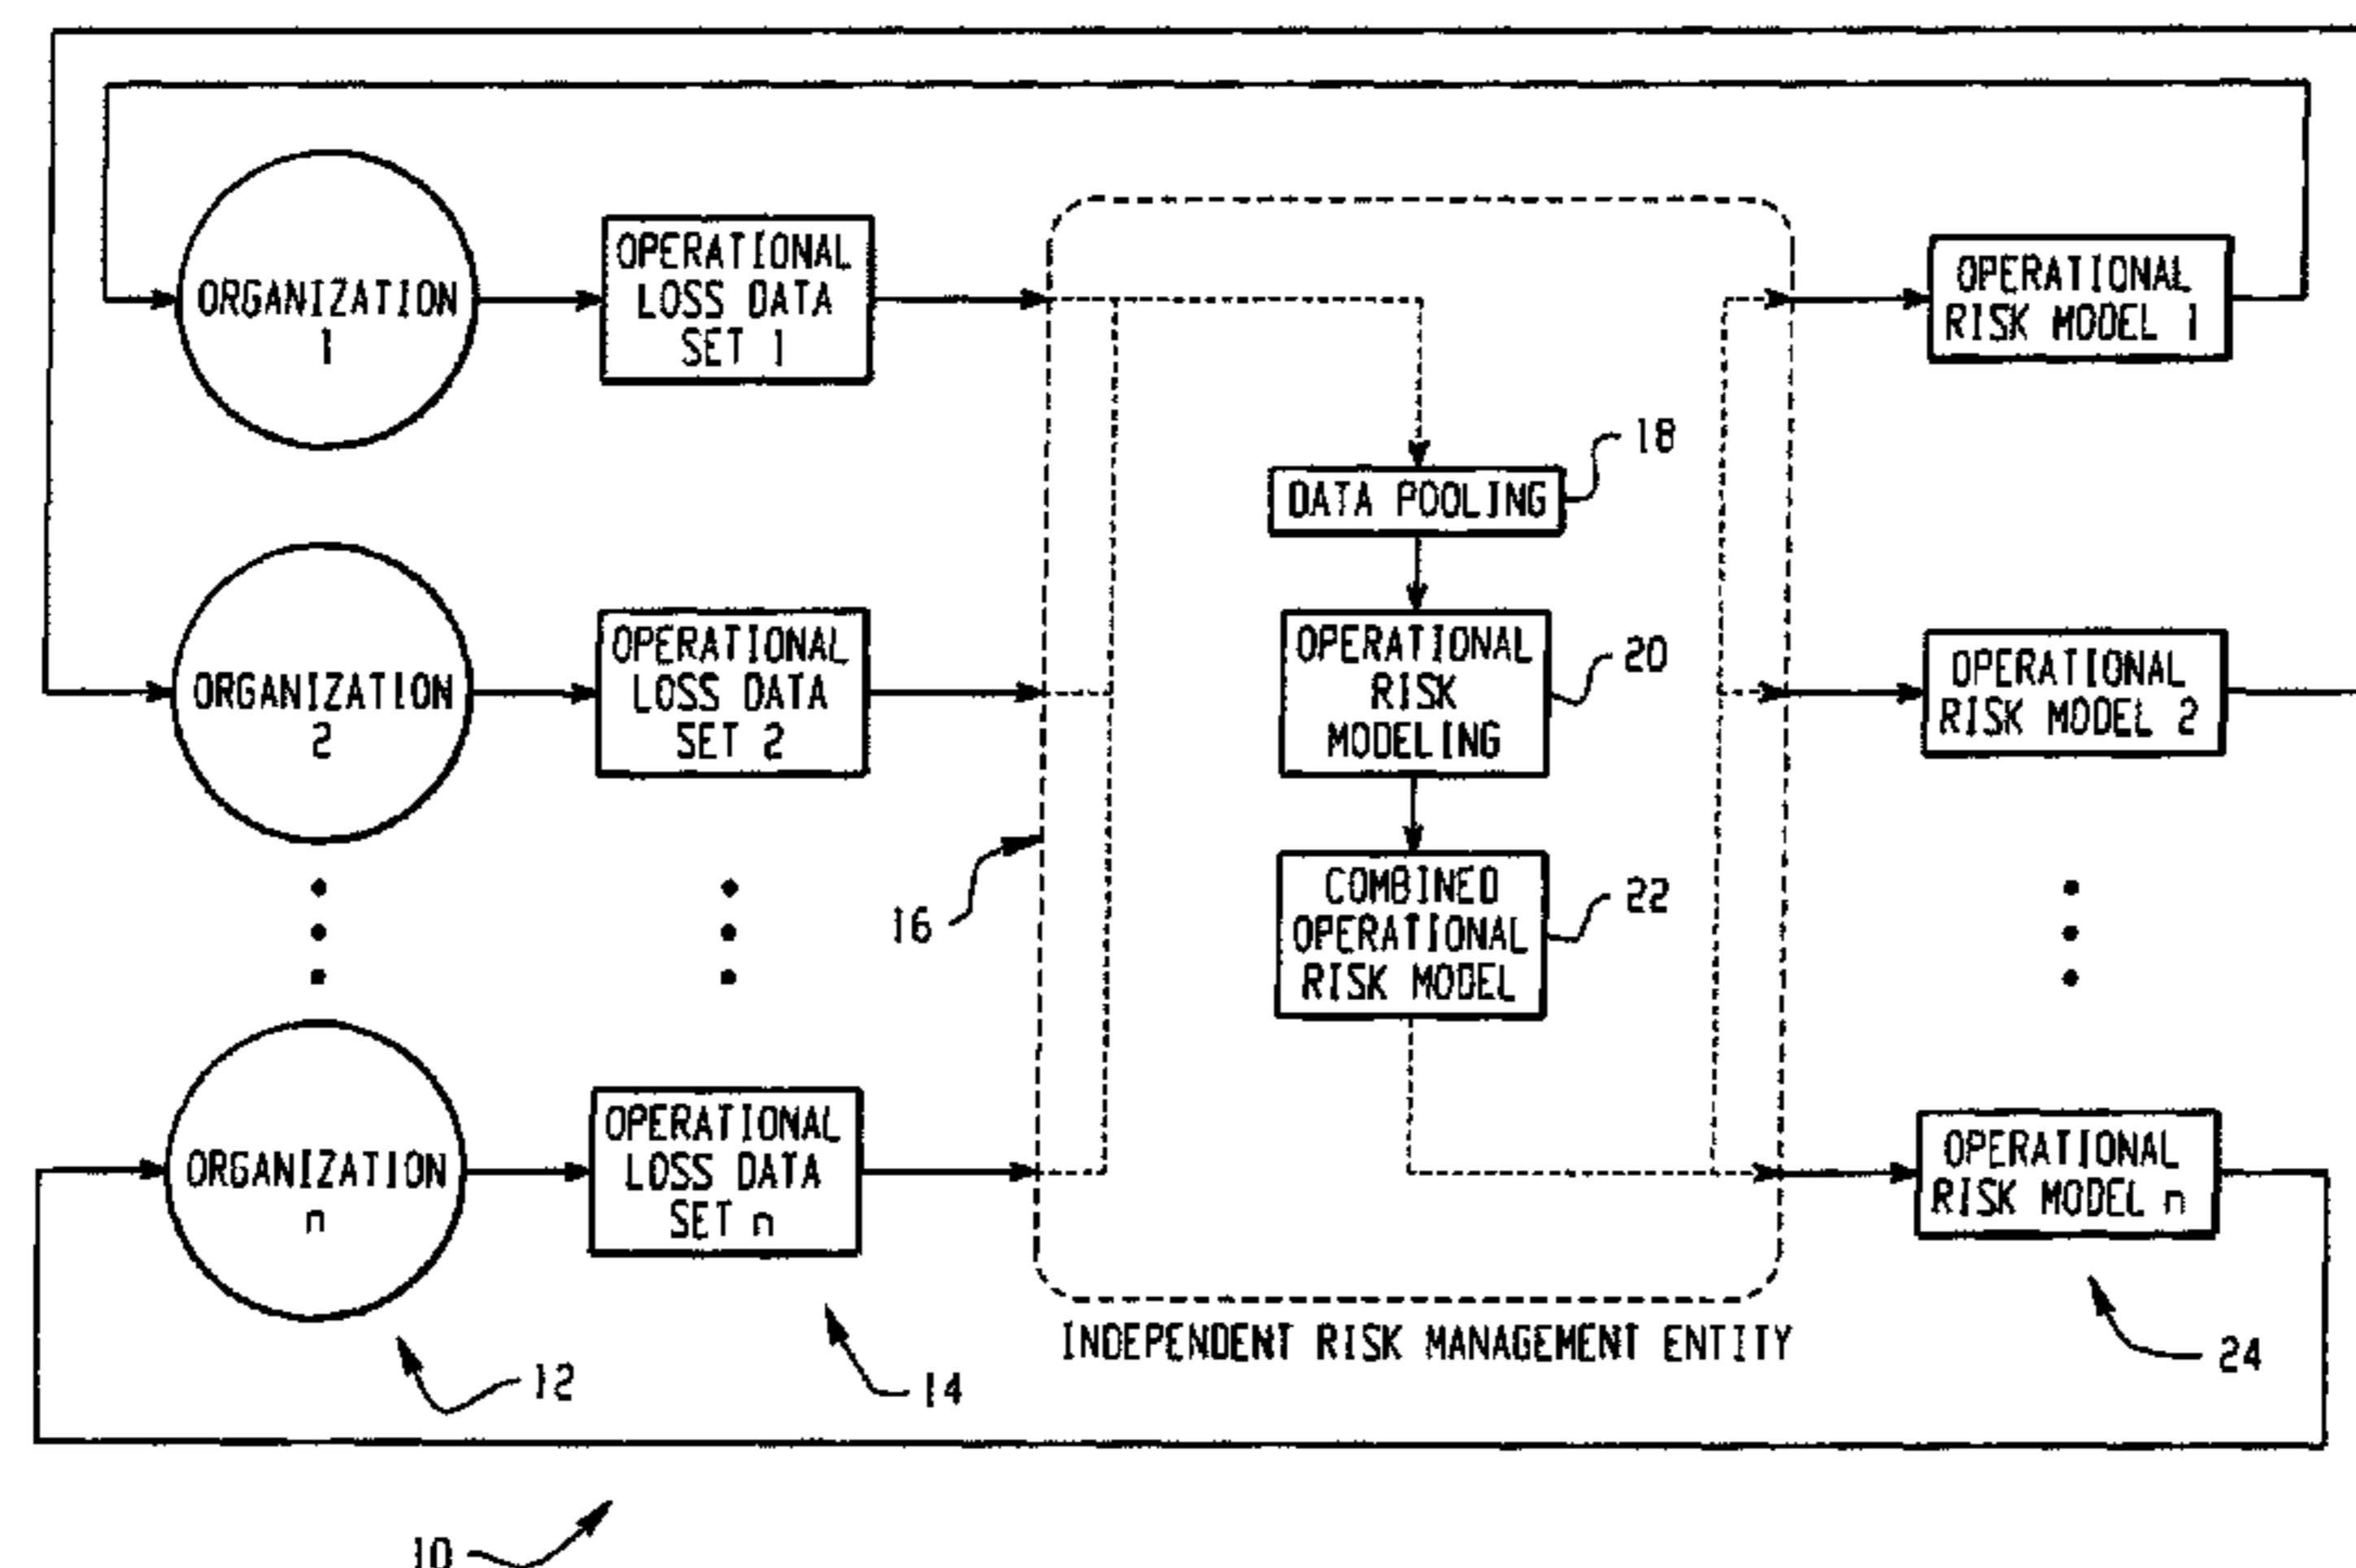 ORGANIZATION
1
OPERATIONAL
LOSS DATA
SET 1
OPERATIONAL
RISK MODEL 1
DATA POOLING
18
ORGANIZATION
2
OPERATIONAL
LOSS DATA
SET 2
OPERATIONAL
RISK
MODELING
20
OPERATIONAL
RISK MODEL 2
16
COMBINED
OPERATIONAL
RISK MODEL
22
ORGANIZATION
n
OPERATIONAL
LOSS DATA
SET n
OPERATIONAL
RISK MODEL n
INDEPENDENT RISK MANAGEMENT ENTITY
12
14
24
10